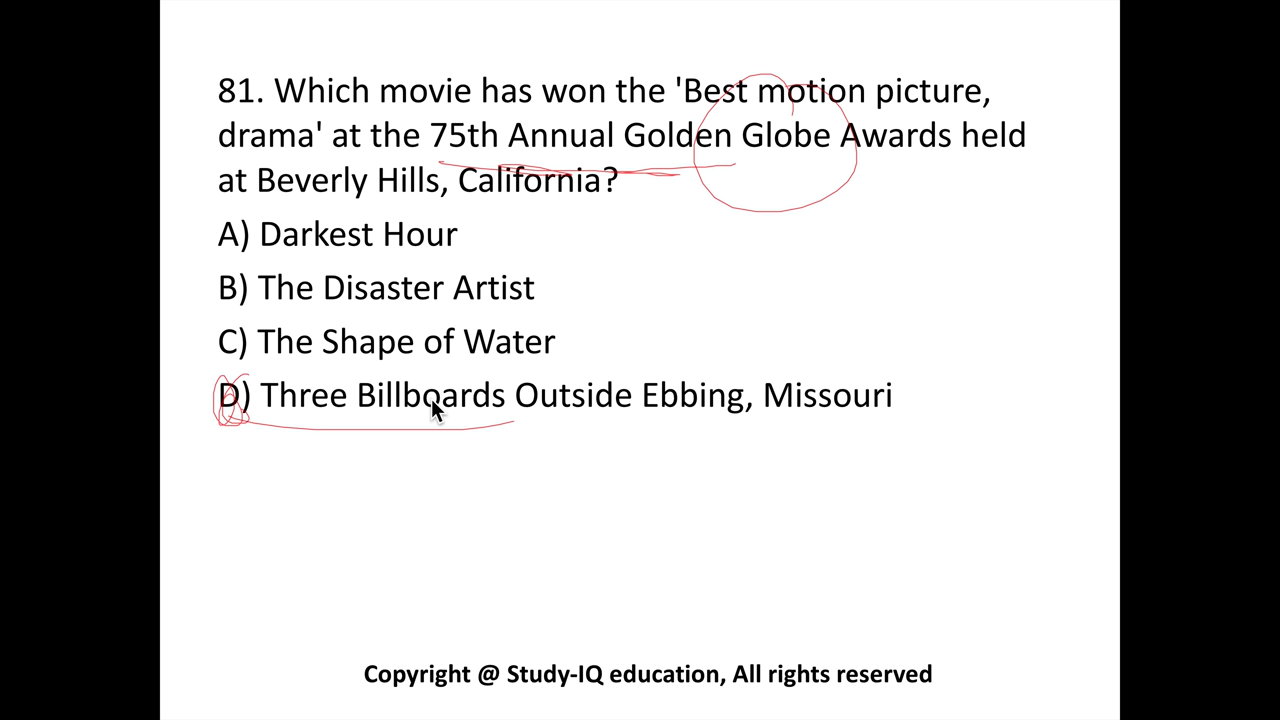 81. Which movie has won the 'Best motion picture,
drama' at the 75th Annual Golden Globe Awards held
at Beverly Hills, California?
A) Darkest Hour
B) The Disaster Artist
C) The Shape of Water
D) Three Billboards Outside Ebbing, Missouri
Copyright @ Study-IQ education, All rights reserved